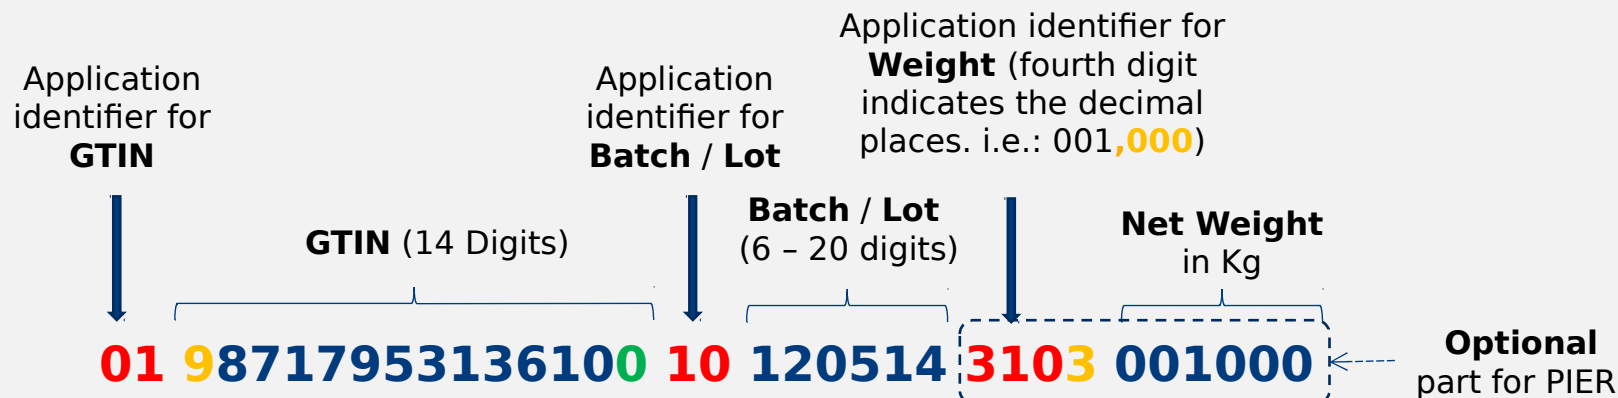 Application
identifier for
GTIN
Application
identifier for
Batch / Lot
Application identifier for
Weight (fourth digit
indicates the decimal
places. i.e.: 001,000)
GTIN (14 Digits)
Batch / Lot
(6 – 20 digits)
Net Weight
in Kg
01 98717953136100 10 120514 3103 001000
Optional
part for PIER